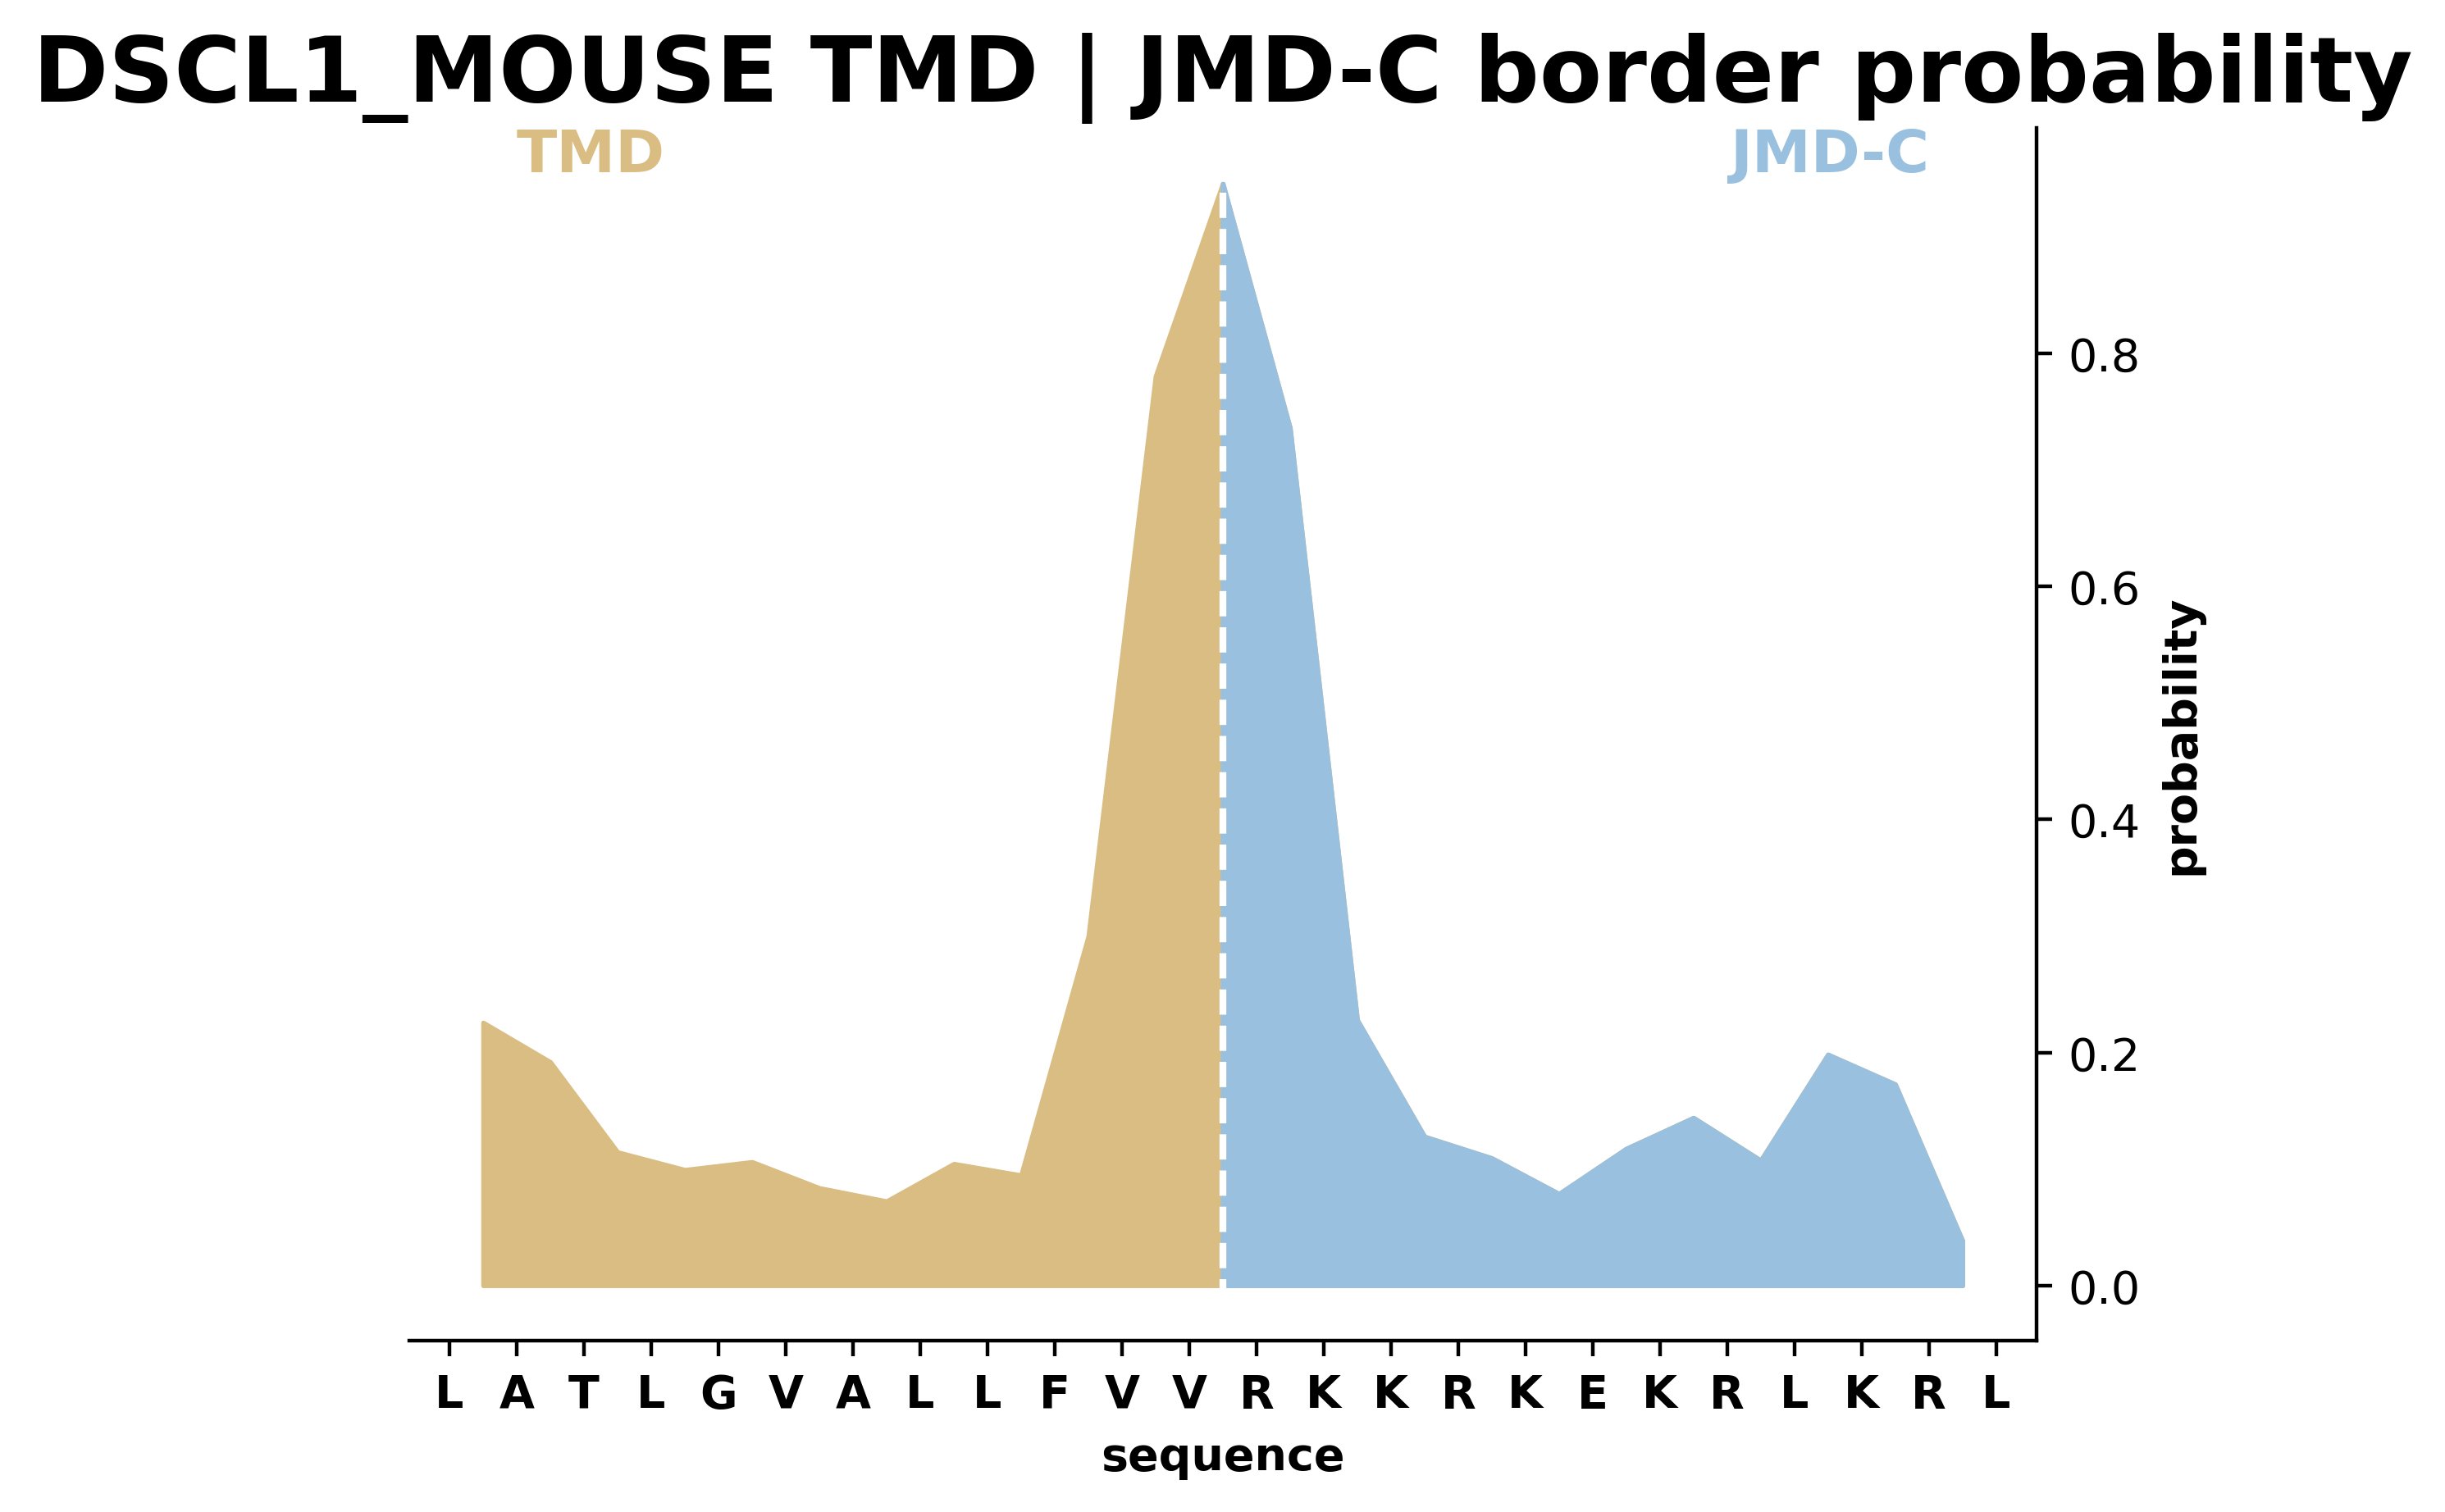 DSCL1_MOUSE TMD | JMD-C border probability
TMD
JMD-C
0.8
0.6
0.4
0.2
0.0
probability
L A T L G V A L L F V V R K K R K E K R L K R L
sequence